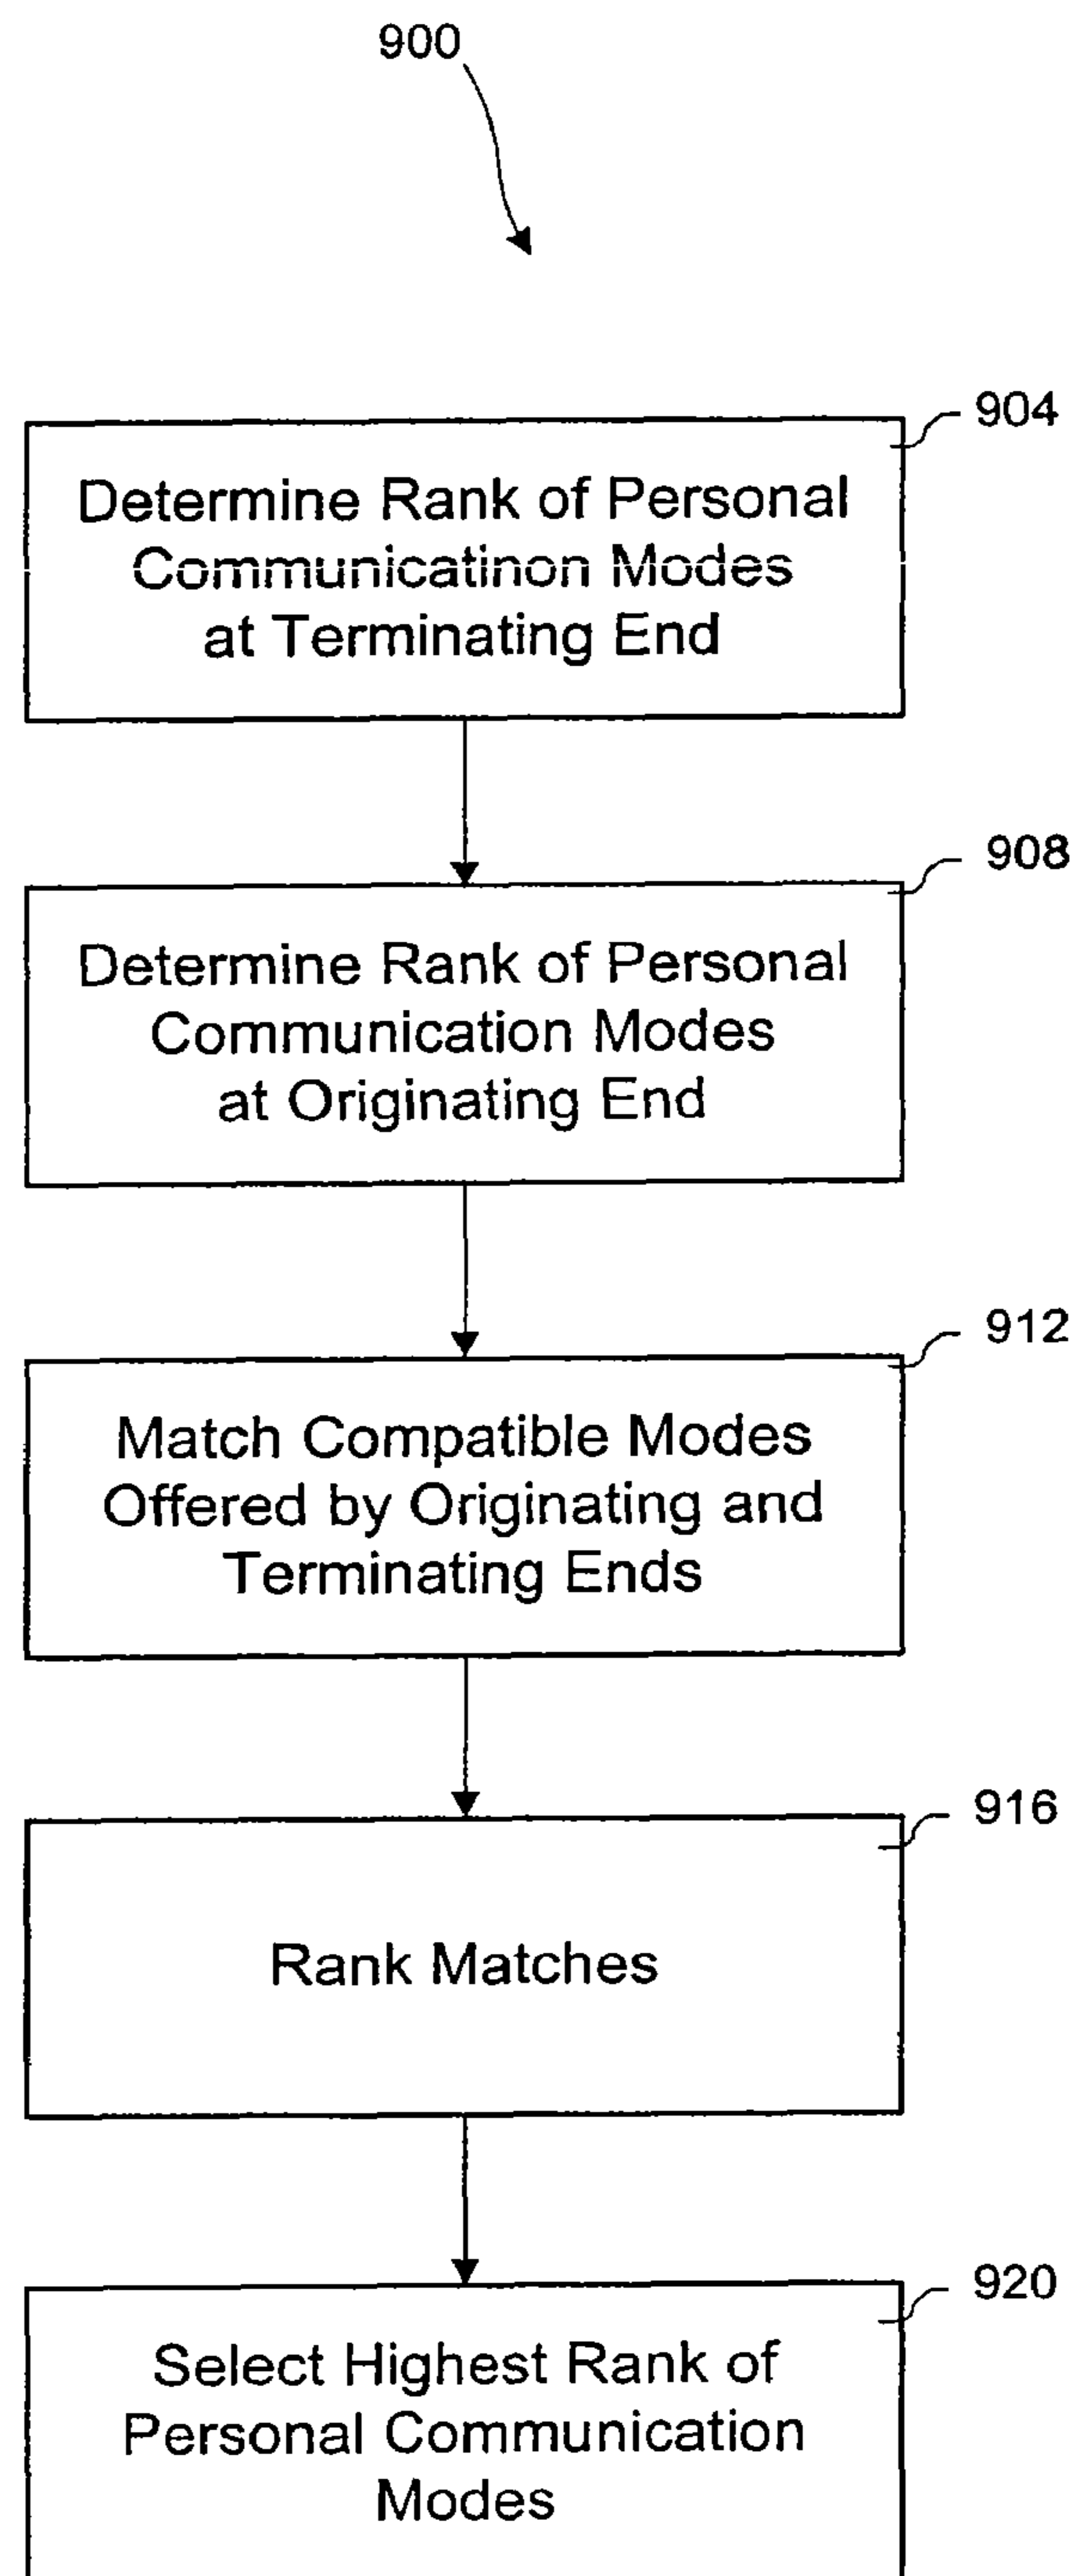 900
904
Determine Rank of Personal
Communicatinon Modes
at Terminating End
908
Determine Rank of Personal
Communication Modes
at Originating End
912
Match Compatible Modes
Offered by Originating and
Terminating Ends
916
Rank Matches
920
Select Highest Rank of
Personal Communication
Modes